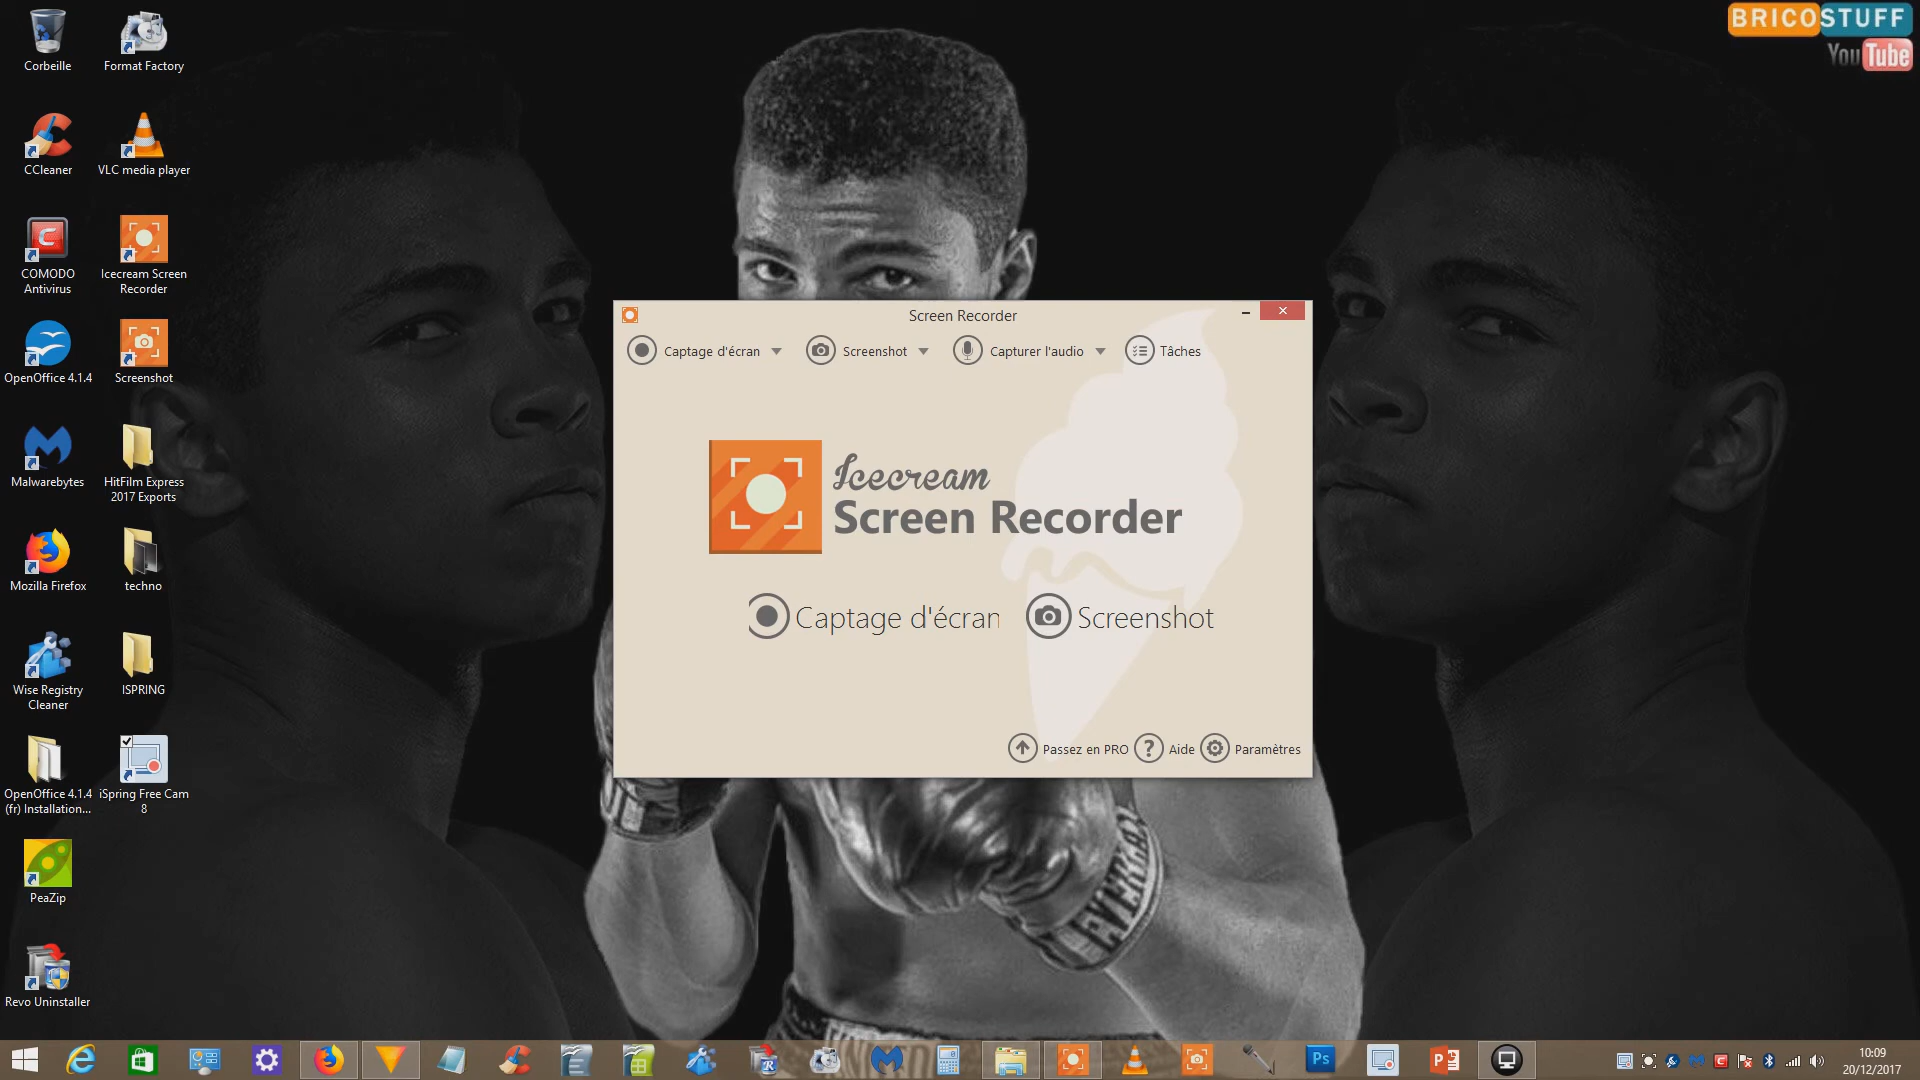 BRICOSTUFF
YouTube
Corbeille
Format Factory
CCleaner
VLC media player
COMODO
Antivirus
Icecream Screen
Recorder
OpenOffice 4.1.4
Screenshot
Malwarebytes
HitFilm Express
2017 Exports
Mozilla Firefox
techno
Wise Registry
Cleaner
ISPRING
OpenOffice 4.1.4
(fr) Installation...
iSpring Free Cam
8
PeaZip
Revo Uninstaller
Screen Recorder
Captage d'écran
Screenshot
Capturer l'audio
Tâches
Icecream
Screen Recorder
Captage d'écran
Screenshot
Passez en PRO
Aide
Paramètres
EVERLA
Ps
10:09
20/12/2017